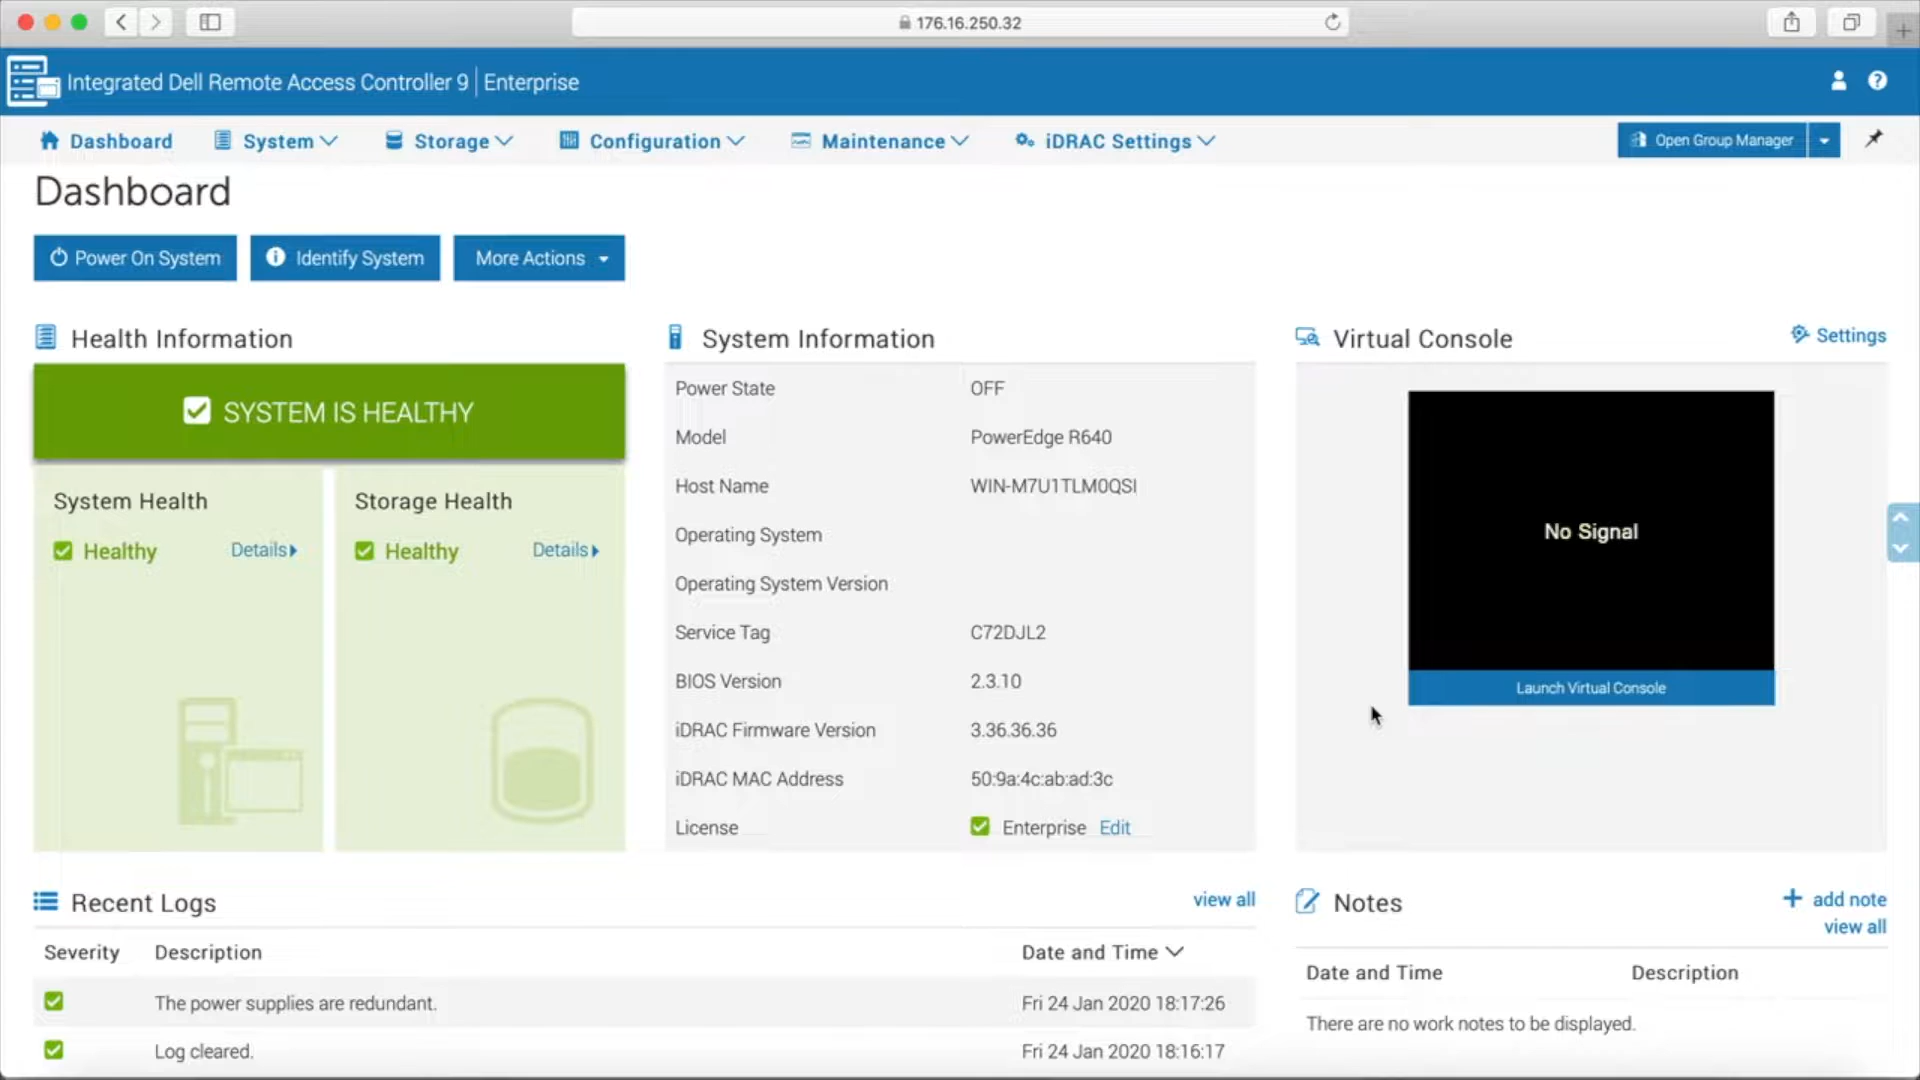 176.16.250.32
Integrated Dell Remote Access Controller 9 | Enterprise
Dashboard System Storage Configuration Maintenance iDRAC Settings Open Group Manager
Dashboard
Power On System Identify System More Actions
Health Information
SYSTEM IS HEALTHY
System Health
Healthy Details
Storage Health
Healthy Details
System Information
Power State OFF
Model PowerEdge R640
Host Name WIN-M7U1TLM0QSI
Operating System
Operating System Version
Service Tag C72DJL2
BIOS Version 2.3.10
iDRAC Firmware Version 3.36.36.36
iDRAC MAC Address 50:9a:4c:ab:ad:3c
License Enterprise Edit
Virtual Console Settings
No Signal
Launch Virtual Console
Recent Logs view all
Severity Description Date and Time
The power supplies are redundant. Fri 24 Jan 2020 18:17:26
Log cleared. Fri 24 Jan 2020 18:16:17
Notes + add note
view all
Date and Time Description
There are no work notes to be displayed.